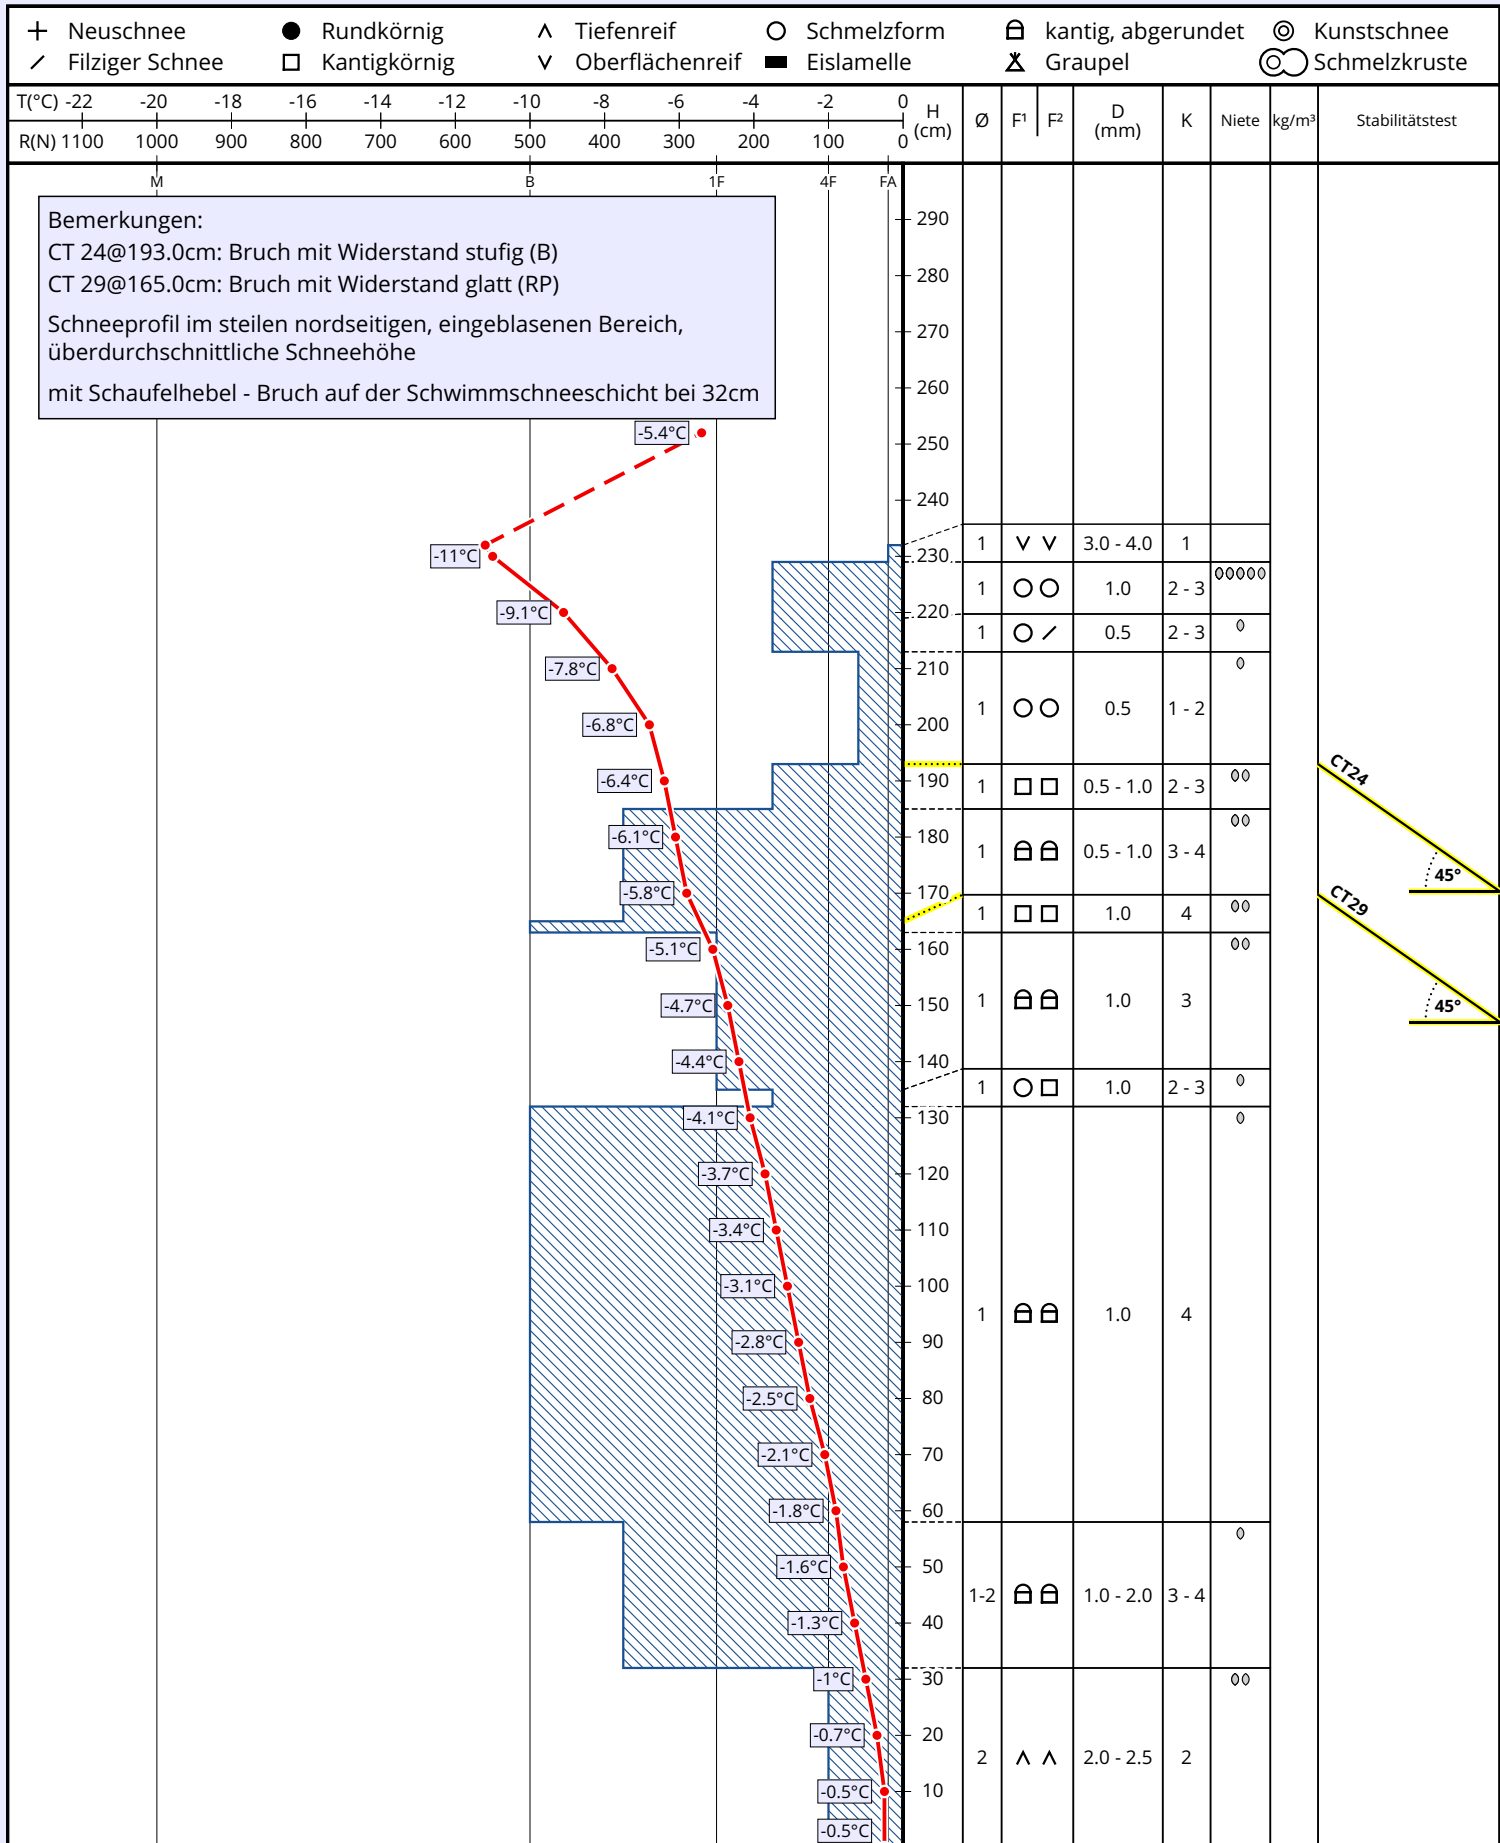 Neuschnee Rundkörnig Tiefenreif Schmelzform kantig, abgerundet Kunstschnee
Filziger Schnee Kantigkörnig Oberflächenreif Eislamelle Graupel Schmelzkruste
T(°C) -22 -20 -18 -16 -14 -12 -10 -8 -6 -4 -2 0
R(N) 1100 1000 900 800 700 600 500 400 300 200 100 0
H (cm) Ø F¹ F² D (mm) K Niete kg/m³ Stabilitätstest
M B 1F 4F FA
Bemerkungen:
CT 24@193.0cm: Bruch mit Widerstand stufig (B)
CT 29@165.0cm: Bruch mit Widerstand glatt (RP)
Schneeprofil im steilen nordseitigen, eingeblasenen Bereich,
überdurchschnittliche Schneehöhe
mit Schaufelhebel - Bruch auf der Schwimmschneeschicht bei 32cm
290
280
270
260
-5.4°C 250
240
1 3.0 - 4.0 1
-11°C 230
1 1.0 2 - 3
-9.1°C 220
1 0.5 2 - 3
-7.8°C 210
1 0.5 1 - 2
-6.8°C 200
CT24
-6.4°C 190
1 0.5 - 1.0 2 - 3
-6.1°C 180
1 0.5 - 1.0 3 - 4
45°
-5.8°C 170
CT29
1 1.0 4
-5.1°C 160
1 1.0 3
-4.7°C 150
45°
-4.4°C 140
1 1.0 2 - 3
-4.1°C 130
-3.7°C 120
-3.4°C 110
-3.1°C 100
1 1.0 4
-2.8°C 90
-2.5°C 80
-2.1°C 70
-1.8°C 60
-1.6°C 50
1-2 1.0 - 2.0 3 - 4
-1.3°C 40
-1°C 30
-0.7°C 20
2 2.0 - 2.5 2
-0.5°C 10
-0.5°C